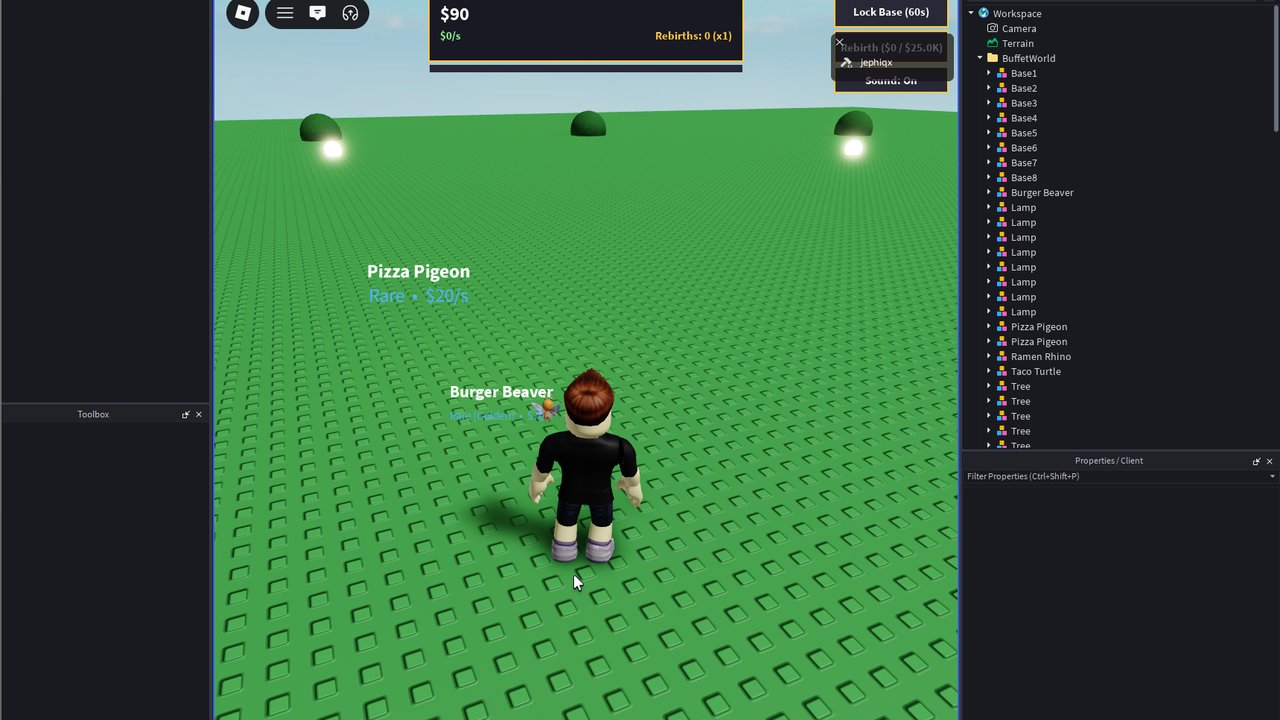 $90
$0/s
Rebirths: 0 (x1)
Lock Base (60s)
Rebirth ($0 / $25.0K)
jephiqx
Sound: On
Pizza Pigeon
Rare • $20/s
Burger Beaver
Rare (Golden) •
Toolbox
Workspace
Camera
Terrain
BuffetWorld
Base1
Base2
Base3
Base4
Base5
Base6
Base7
Base8
Burger Beaver
Lamp
Lamp
Lamp
Lamp
Lamp
Lamp
Lamp
Lamp
Pizza Pigeon
Pizza Pigeon
Ramen Rhino
Taco Turtle
Tree
Tree
Tree
Tree
Tree
Properties / Client
Filter Properties (Ctrl+Shift+P)